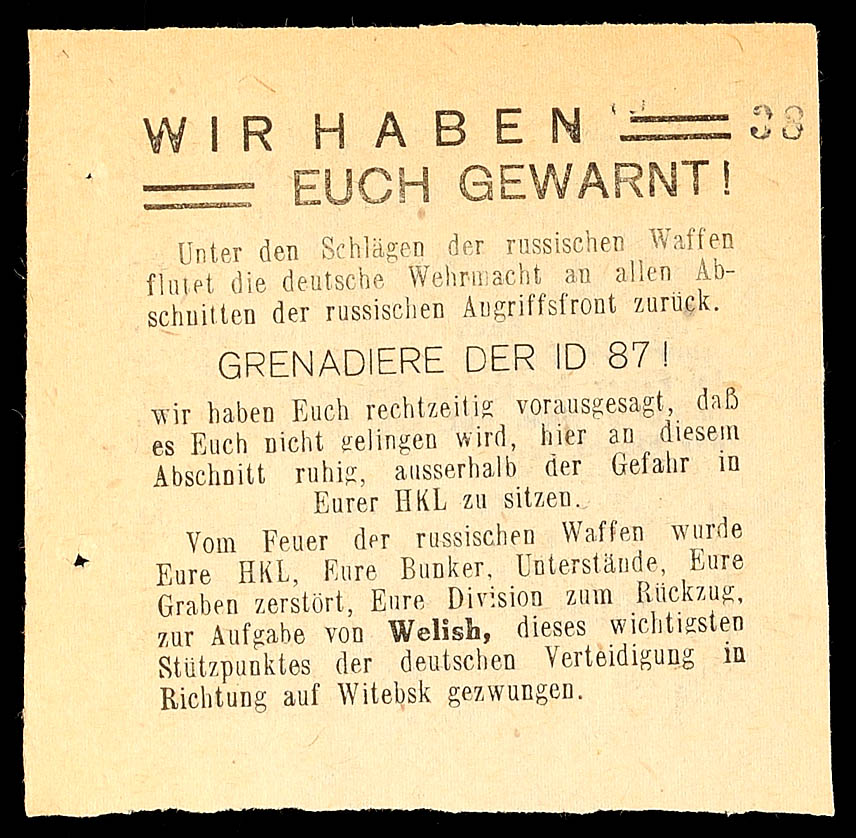 WIR HABEN 38
EUCH GEWARNT!
Unter den Schlägen der russischen Waffen
flutet die deutsche Wehrmacht an allen Ab-
schnitten der russischen Angriffsfront zurück.
GRENADIERE DER ID 87!
wir haben Euch rechtzeitig vorausgesagt, daß
es Euch nicht gelingen wird, hier an diesem
Abschnitt ruhig, ausserhalb der Gefahr in
Eurer HKL zu sitzen.
Vom Feuer der russischen Waffen wurde
Eure HKL, Eure Bunker, Unterstände, Eure
Graben zerstört, Eure Division zum Rückzug,
zur Aufgabe von Welish, dieses wichtigsten
Stützpunktes der deutschen Verteidigung in
Richtung auf Witebsk gezwungen.